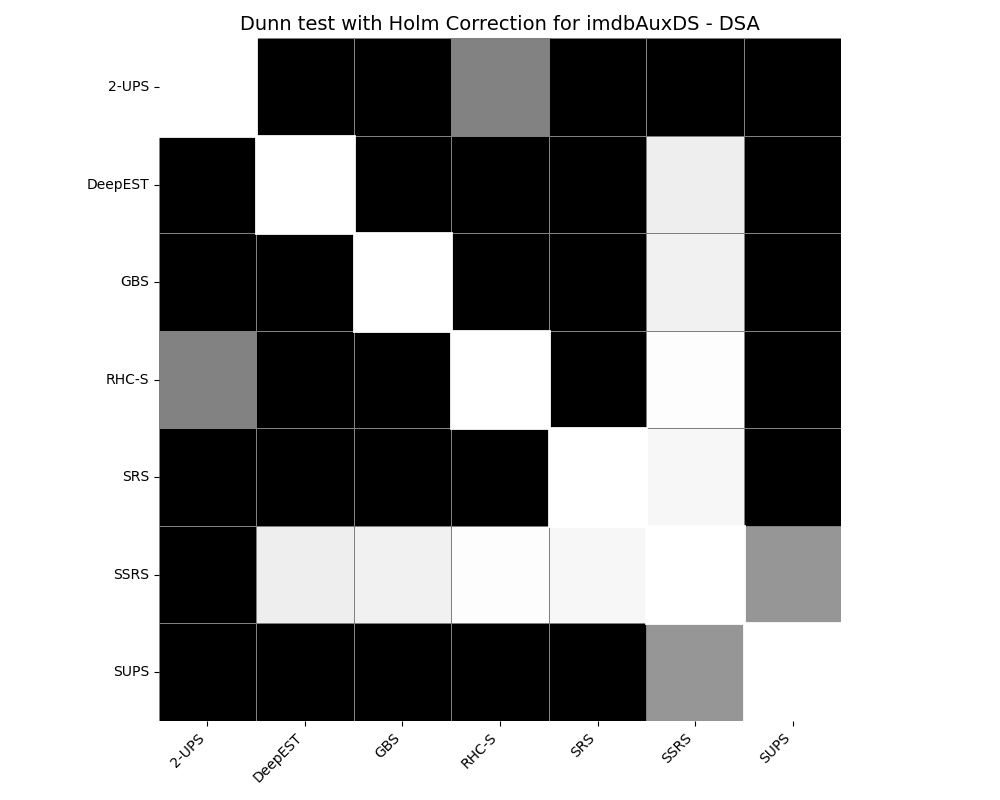 Dunn test with Holm Correction for imdbAuxDS - DSA
2-UPS
DeepEST
GBS
RHC-S
SRS
SSRS
SUPS
2-UPS
DeepEST
GBS
RHC-S
SRS
SSRS
SUPS